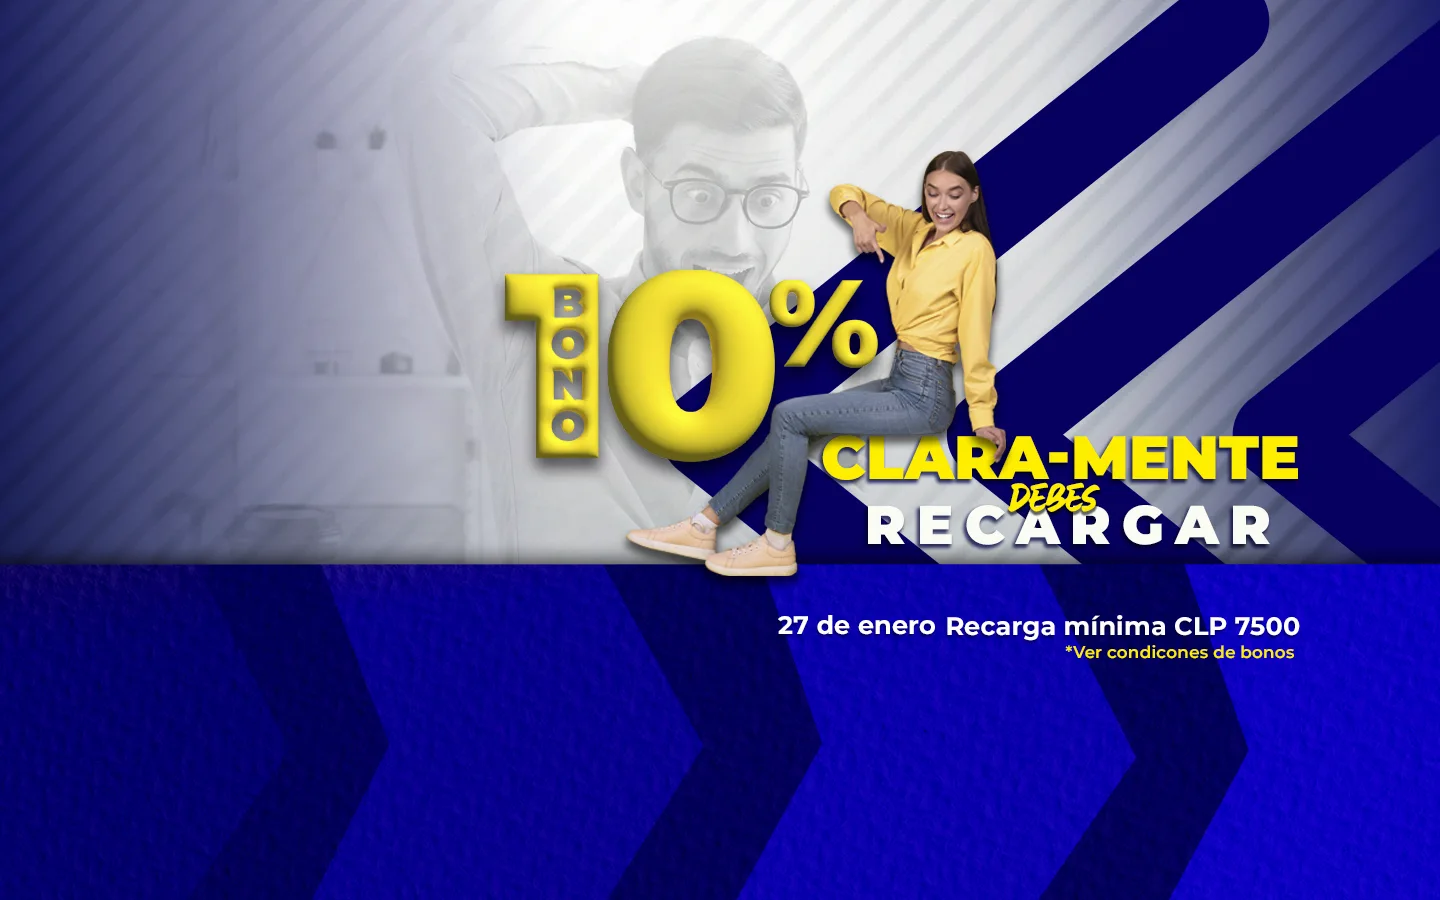 BONO
10%
CLARA-MENTE
DEBES
RECARGAR
27 de enero Recarga mínima CLP 7500
*Ver condicones de bonos